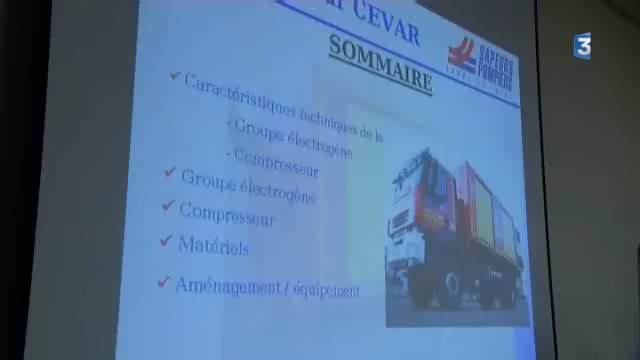 CEVAR
SOMMAIRE
SAPEURS
POMPIERS
3
✓ Caractéristiques techniques de la
- Groupe électrogène
- Compresseur
✓ Groupe électrogène
✓ Compresseur
✓ Matériels
✓ Aménagement / équipement